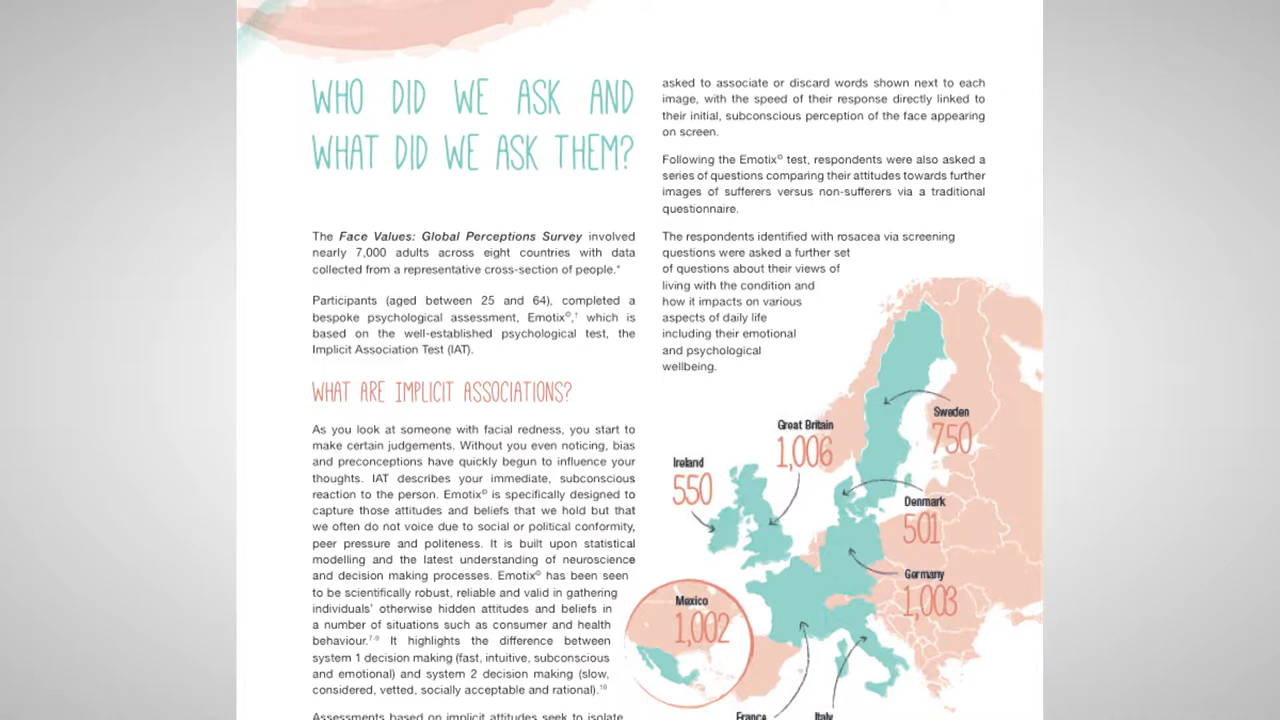 WHO DID WE ASK AND
WHAT DID WE ASK THEM?
The Face Values: Global Perceptions Survey involved
nearly 7,000 adults across eight countries with data
collected from a representative cross-section of people.*
Participants (aged between 25 and 64), completed a
bespoke psychological assessment, Emotix©,† which is
based on the well-established psychological test, the
Implicit Association Test (IAT).
WHAT ARE IMPLICIT ASSOCIATIONS?
As you look at someone with facial redness, you start to
make certain judgements. Without you even noticing, bias
and preconceptions have quickly begun to influence your
thoughts. IAT describes your immediate, subconscious
reaction to the person. Emotix© is specifically designed to
capture those attitudes and beliefs that we hold but that
we often do not voice due to social or political conformity,
peer pressure and politeness. It is built upon statistical
modelling and the latest understanding of neuroscience
and decision making processes. Emotix© has been seen
to be scientifically robust, reliable and valid in gathering
individuals' otherwise hidden attitudes and beliefs in
a number of situations such as consumer and health
behaviour.7-9 It highlights the difference between
system 1 decision making (fast, intuitive, subconscious
and emotional) and system 2 decision making (slow,
considered, vetted, socially acceptable and rational).10
Assessments based on implicit attitudes seek to isolate
asked to associate or discard words shown next to each
image, with the speed of their response directly linked to
their initial, subconscious perception of the face appearing
on screen.
Following the Emotix© test, respondents were also asked a
series of questions comparing their attitudes towards further
images of sufferers versus non-sufferers via a traditional
questionnaire.
The respondents identified with rosacea via screening
questions were asked a further set
of questions about their views of
living with the condition and
how it impacts on various
aspects of daily life
including their emotional
and psychological
wellbeing.
Sweden
750
Great Britain
1,006
Ireland
550
Denmark
501
Germany
1,003
Mexico
1,002
France
Italy